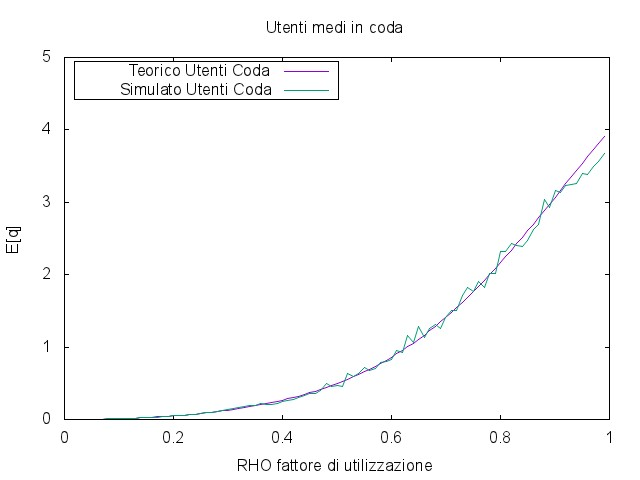 Utenti medi in coda
Teorico Utenti Coda
Simulato Utenti Coda
5
4
3
2
1
0
E[q]
0 0.2 0.4 0.6 0.8 1
RHO fattore di utilizzazione